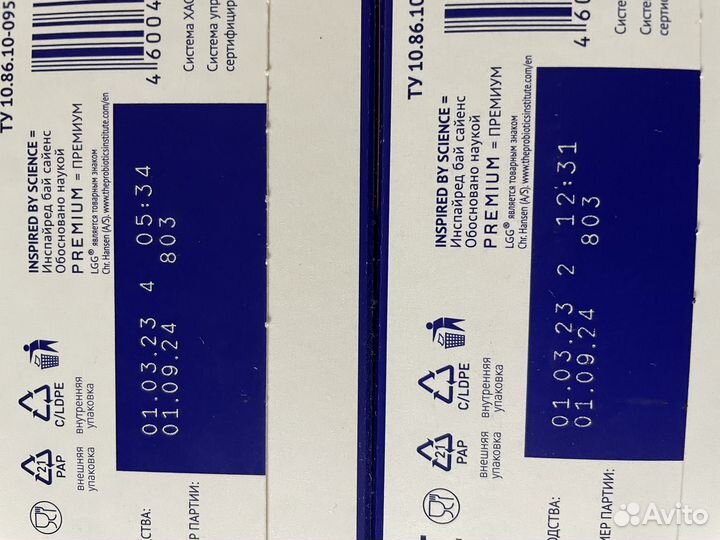 ТУ 10.86.10-095
4 6004
Система ХАС
Система упр
сертифициро
INSPIRED BY SCIENCE =
Инспайред бай сайенс
Обосновано наукой
PREMIUM = ПРЕМИУМ
LGG® является товарным знаком
Chr. Hansen (A/S). www.theprobioticsinstitute.com/en
01.03.23 4 05:34
01.09.24 803
C/LDPE
внутренняя
упаковка
21
PAP
внешняя
упаковка
ДСТВА:
Р ПАРТИИ:
ТУ 10.86.10
4 60
Систе
Систе
серти
INSPIRED BY SCIENCE =
Инспайред бай сайенс
Обосновано наукой
PREMIUM = ПРЕМИУМ
LGG® является товарным знаком
Chr. Hansen (A/S). www.theprobioticsinstitute.com/en
01.03.23 2 12:31
01.09.24 803
C/LDPE
внутренняя
упаковка
21
PAP
внешняя
упаковка
ОДСТВА:
МЕР ПАРТИИ:
Avito